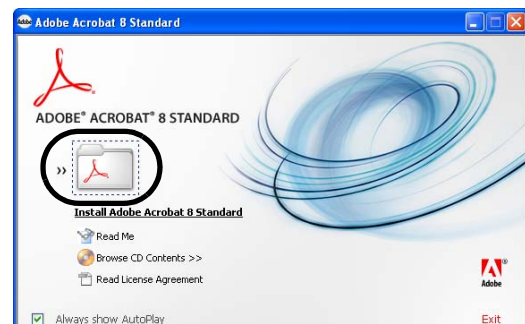 Adobe Adobe Acrobat 8 Standard
ADOBE® ACROBAT® 8 STANDARD
››
Install Adobe Acrobat 8 Standard
Read Me
Browse CD Contents >>
Read License Agreement
Adobe
Always show AutoPlay
Exit